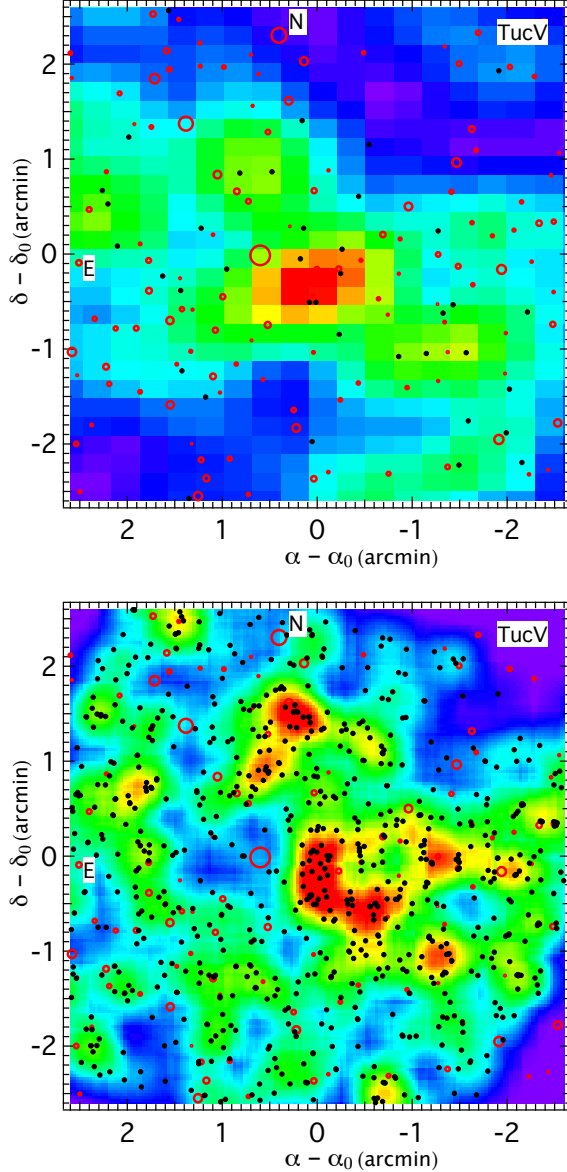 N
TucV
2
1
0
E
-1
-2
2
1
0
-1
-2
δ − δ0 (arcmin)
α − α0 (arcmin)
N
TucV
2
1
0
E
-1
-2
2
1
0
-1
-2
δ − δ0 (arcmin)
α − α0 (arcmin)